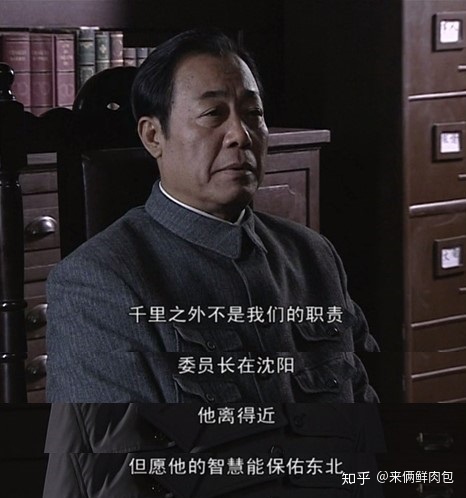 千里之外不是我们的职责
委员长在沈阳
他离得近
但愿他的智慧能保佑东北
知乎 @来俩鲜肉包